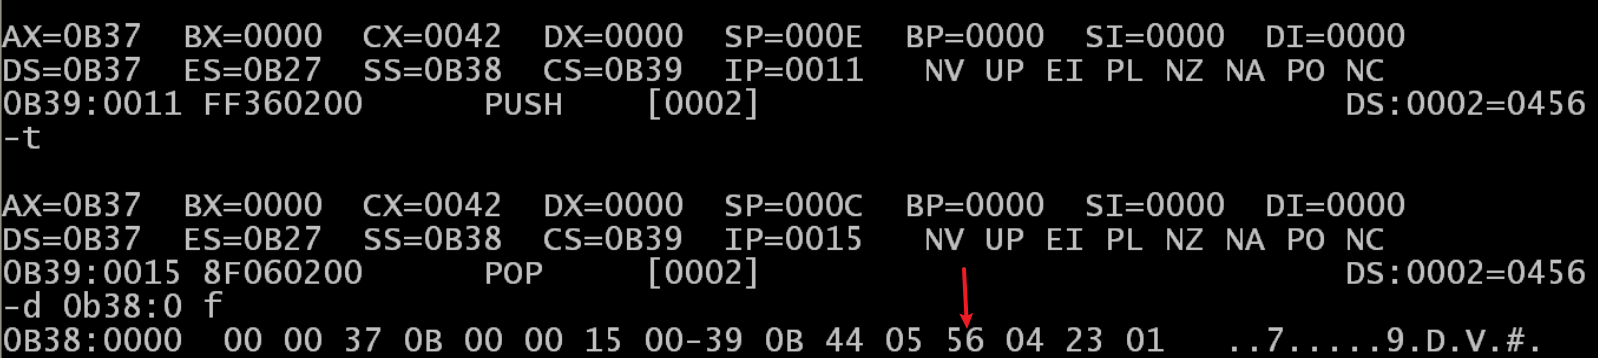 AX=0B37  BX=0000  CX=0042  DX=0000  SP=000E  BP=0000  SI=0000  DI=0000
DS=0B37  ES=0B27  SS=0B38  CS=0B39  IP=0011   NV UP EI PL NZ NA PO NC
0B39:0011 FF360200      PUSH    [0002]                             DS:0002=0456
-t
AX=0B37  BX=0000  CX=0042  DX=0000  SP=000C  BP=0000  SI=0000  DI=0000
DS=0B37  ES=0B27  SS=0B38  CS=0B39  IP=0015   NV UP EI PL NZ NA PO NC
0B39:0015 8F060200      POP     [0002]                             DS:0002=0456
-d 0b38:0 f
0B38:0000  00 00 37 0B 00 00 15 00-39 0B 44 05 56 04 23 01   ..7.....9.D.V.#.